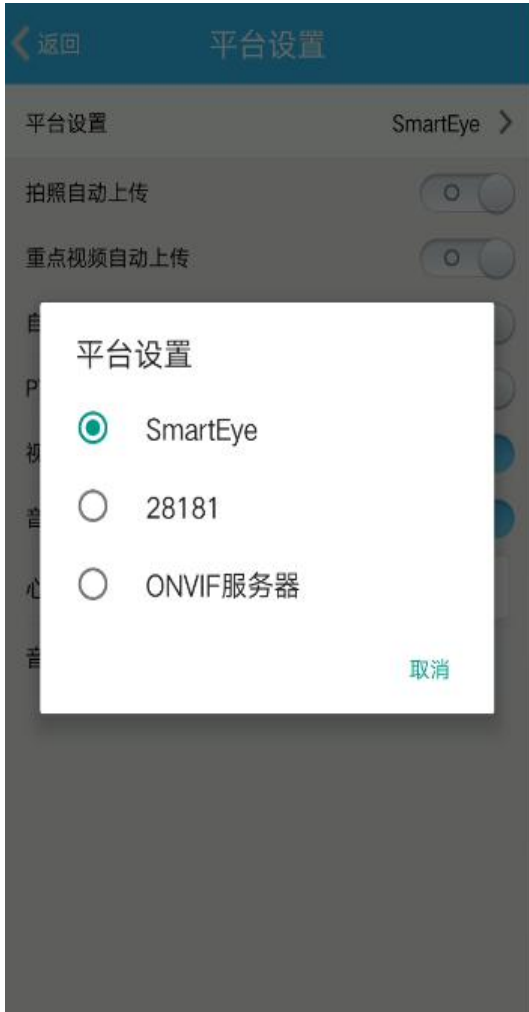 返回
平台设置
平台设置
SmartEye
拍照自动上传
重点视频自动上传
平台设置
SmartEye
28181
ONVIF服务器
取消